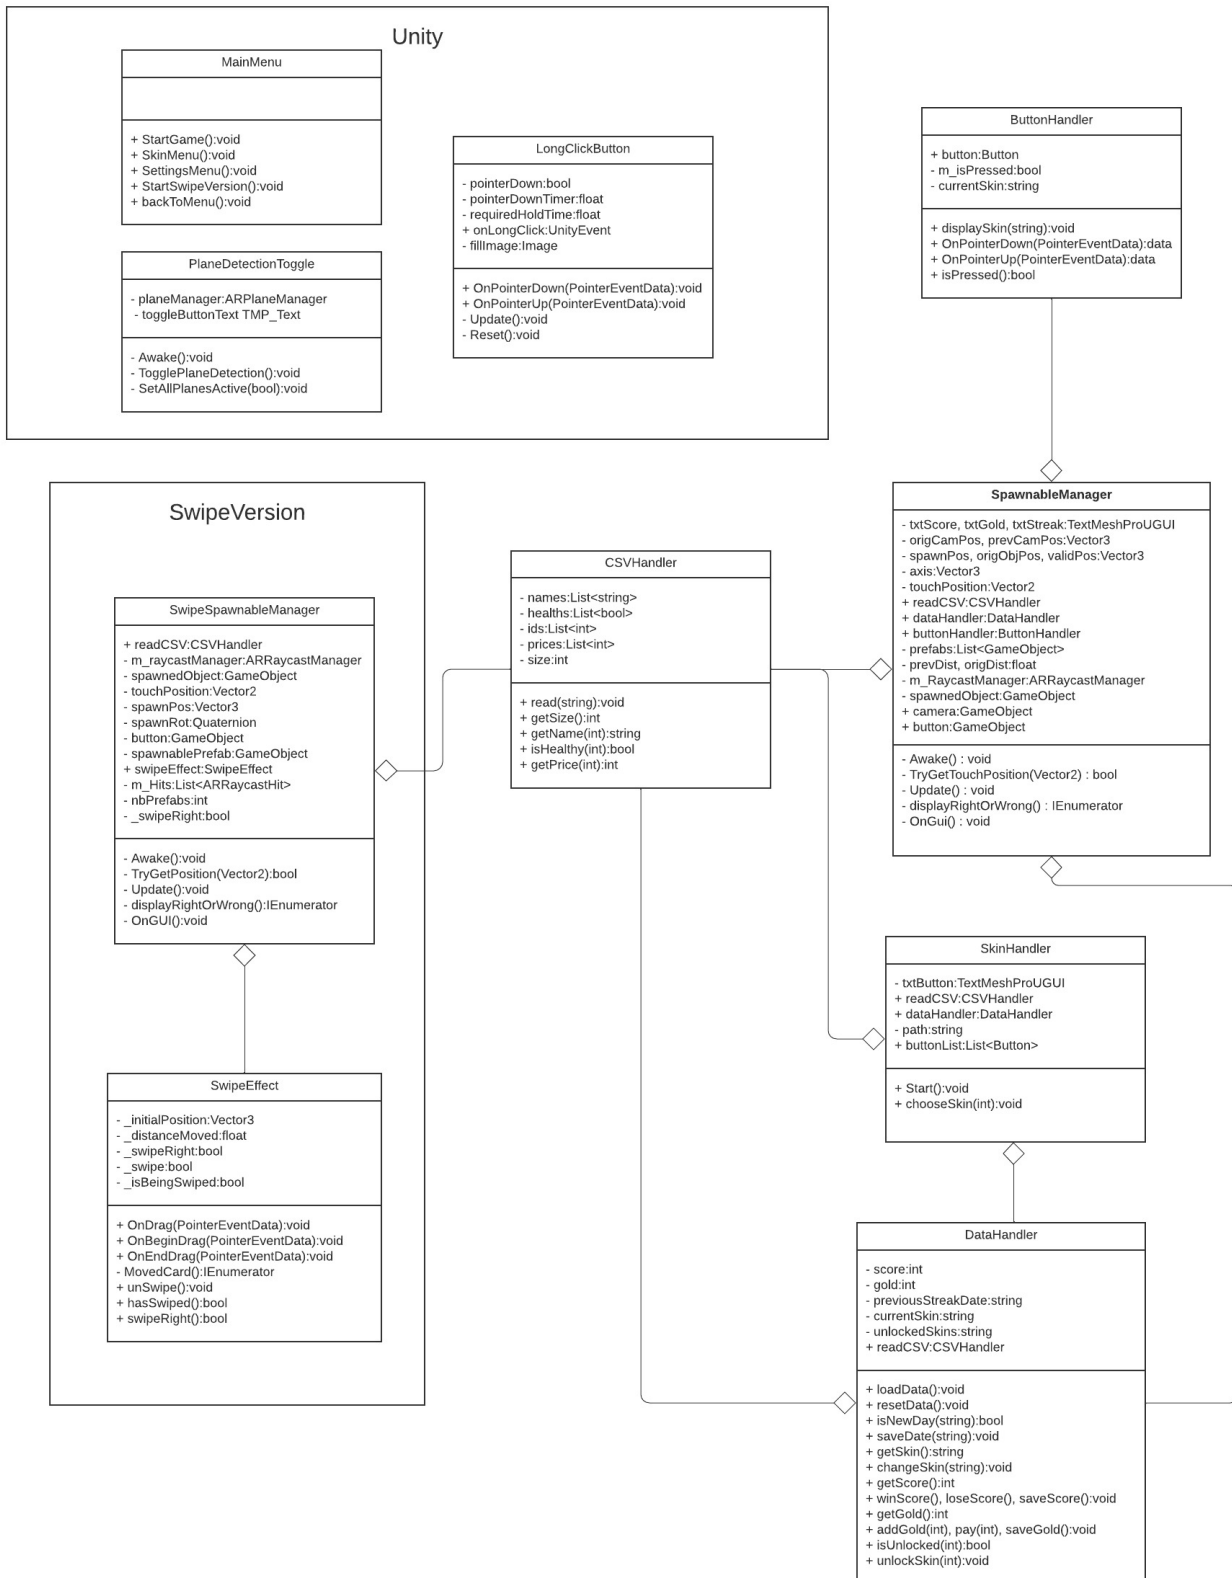 Unity
MainMenu
+ StartGame():void
+ SkinMenu():void
+ SettingsMenu():void
+ StartSwipeVersion():void
+ backToMenu():void
PlaneDetectionToggle
- planeManager:ARPlaneManager
- toggleButtonText TMP_Text
- Awake():void
- TogglePlaneDetection():void
- SetAllPlanesActive(bool):void
LongClickButton
- pointerDown:bool
- pointerDownTimer:float
- requiredHoldTime:float
+ onLongClick:UnityEvent
- fillImage:Image
+ OnPointerDown(PointerEventData):void
+ OnPointerUp(PointerEventData):void
- Update():void
- Reset():void
ButtonHandler
+ button:Button
- m_isPressed:bool
- currentSkin:string
+ displaySkin(string):void
+ OnPointerDown(PointerEventData):data
+ OnPointerUp(PointerEventData):data
+ isPressed():bool
SwipeVersion
SwipeSpawnableManager
+ readCSV:CSVHandler
- m_raycastManager:ARRaycastManager
- spawnedObject:GameObject
- touchPosition:Vector2
- spawnPos:Vector3
- spawnRot:Quaternion
- button:GameObject
- spawnablePrefab:GameObject
+ swipeEffect:SwipeEffect
- m_Hits:List<ARRaycastHit>
- nbPrefabs:int
- _swipeRight:bool
- Awake():void
- TryGetPosition(Vector2):bool
- Update():void
- displayRightOrWrong():IEnumerator
- OnGUI():void
SwipeEffect
- _initialPosition:Vector3
- _distanceMoved:float
- _swipeRight:bool
- _swipe:bool
- _isBeingSwiped:bool
+ OnDrag(PointerEventData):void
+ OnBeginDrag(PointerEventData):void
+ OnEndDrag(PointerEventData):void
- MovedCard():IEnumerator
+ unSwipe():void
+ hasSwiped():bool
+ swipeRight():bool
CSVHandler
- names:List<string>
- healths:List<bool>
- ids:List<int>
- prices:List<int>
- size:int
+ read(string):void
+ getSize():int
+ getName(int):string
+ isHealthy(int):bool
+ getPrice(int):int
SpawnableManager
- txtScore, txtGold, txtStreak:TextMeshProUGUI
- origCamPos, prevCamPos:Vector3
- spawnPos, origObjPos, validPos:Vector3
- axis:Vector3
- touchPosition:Vector2
+ readCSV:CSVHandler
+ dataHandler:DataHandler
+ buttonHandler:ButtonHandler
- prefabs:List<GameObject>
- prevDist, origDist:float
- m_RaycastManager:ARRaycastManager
- spawnedObject:GameObject
+ camera:GameObject
+ button:GameObject
- Awake() : void
- TryGetTouchPosition(Vector2) : bool
- Update() : void
- displayRightOrWrong() : IEnumerator
- OnGui() : void
SkinHandler
- txtButton:TextMeshProUGUI
+ readCSV:CSVHandler
+ dataHandler:DataHandler
- path:string
+ buttonList:List<Button>
+ Start():void
+ chooseSkin(int):void
DataHandler
- score:int
- gold:int
- previousStreakDate:string
- currentSkin:string
- unlockedSkins:string
+ readCSV:CSVHandler
+ loadData():void
+ resetData():void
+ isNewDay(string):bool
+ saveDate(string):void
+ getSkin():string
+ changeSkin(string):void
+ getScore():int
+ winScore(), loseScore(), saveScore():void
+ getGold():int
+ addGold(int), pay(int), saveGold():void
+ isUnlocked(int):bool
+ unlockSkin(int):void